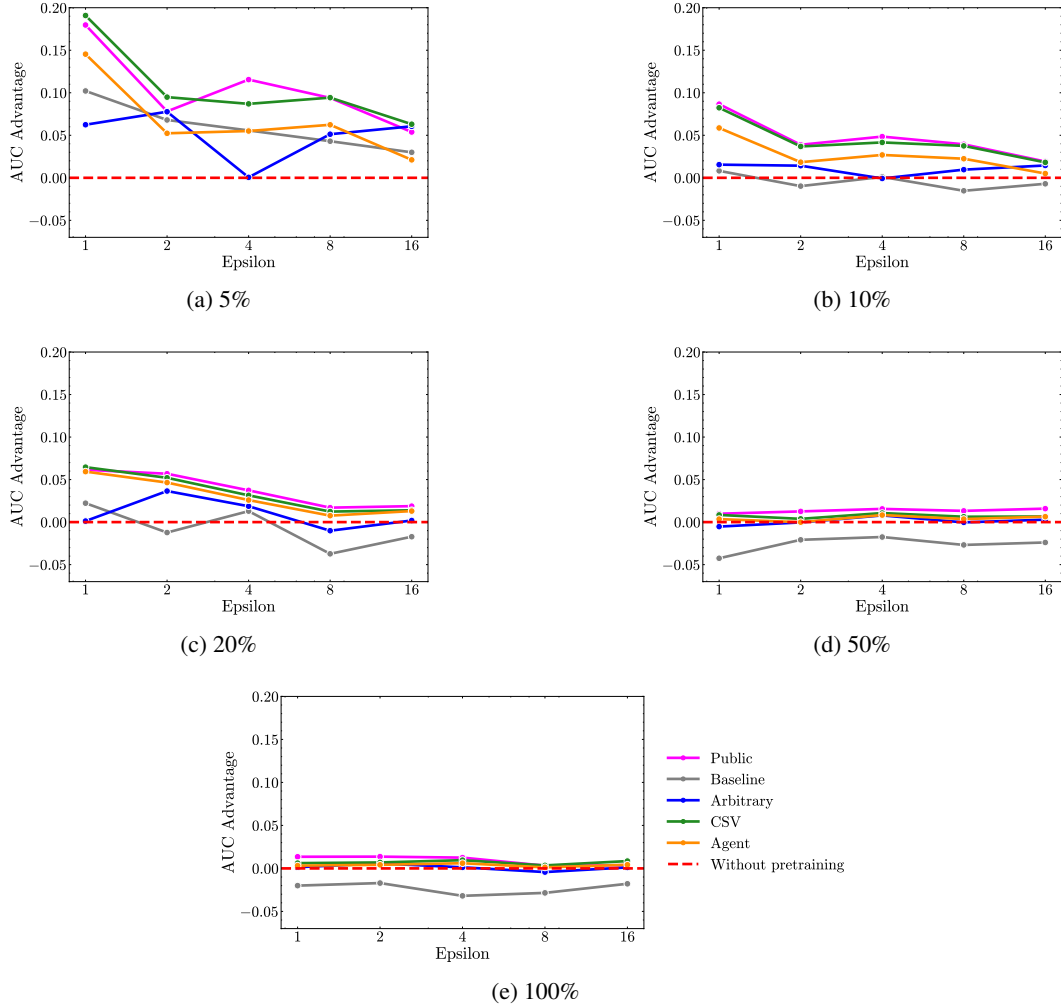 0.20
0.15
0.10
0.05
0.00
−0.05
AUC Advantage
1 2 4 8 16
Epsilon
(a) 5%
0.20
0.15
0.10
0.05
0.00
−0.05
AUC Advantage
1 2 4 8 16
Epsilon
(b) 10%
0.20
0.15
0.10
0.05
0.00
−0.05
AUC Advantage
1 2 4 8 16
Epsilon
(c) 20%
0.20
0.15
0.10
0.05
0.00
−0.05
AUC Advantage
1 2 4 8 16
Epsilon
(d) 50%
0.20
0.15
0.10
0.05
0.00
−0.05
AUC Advantage
1 2 4 8 16
Epsilon
Public
Baseline
Arbitrary
CSV
Agent
Without pretraining
(e) 100%